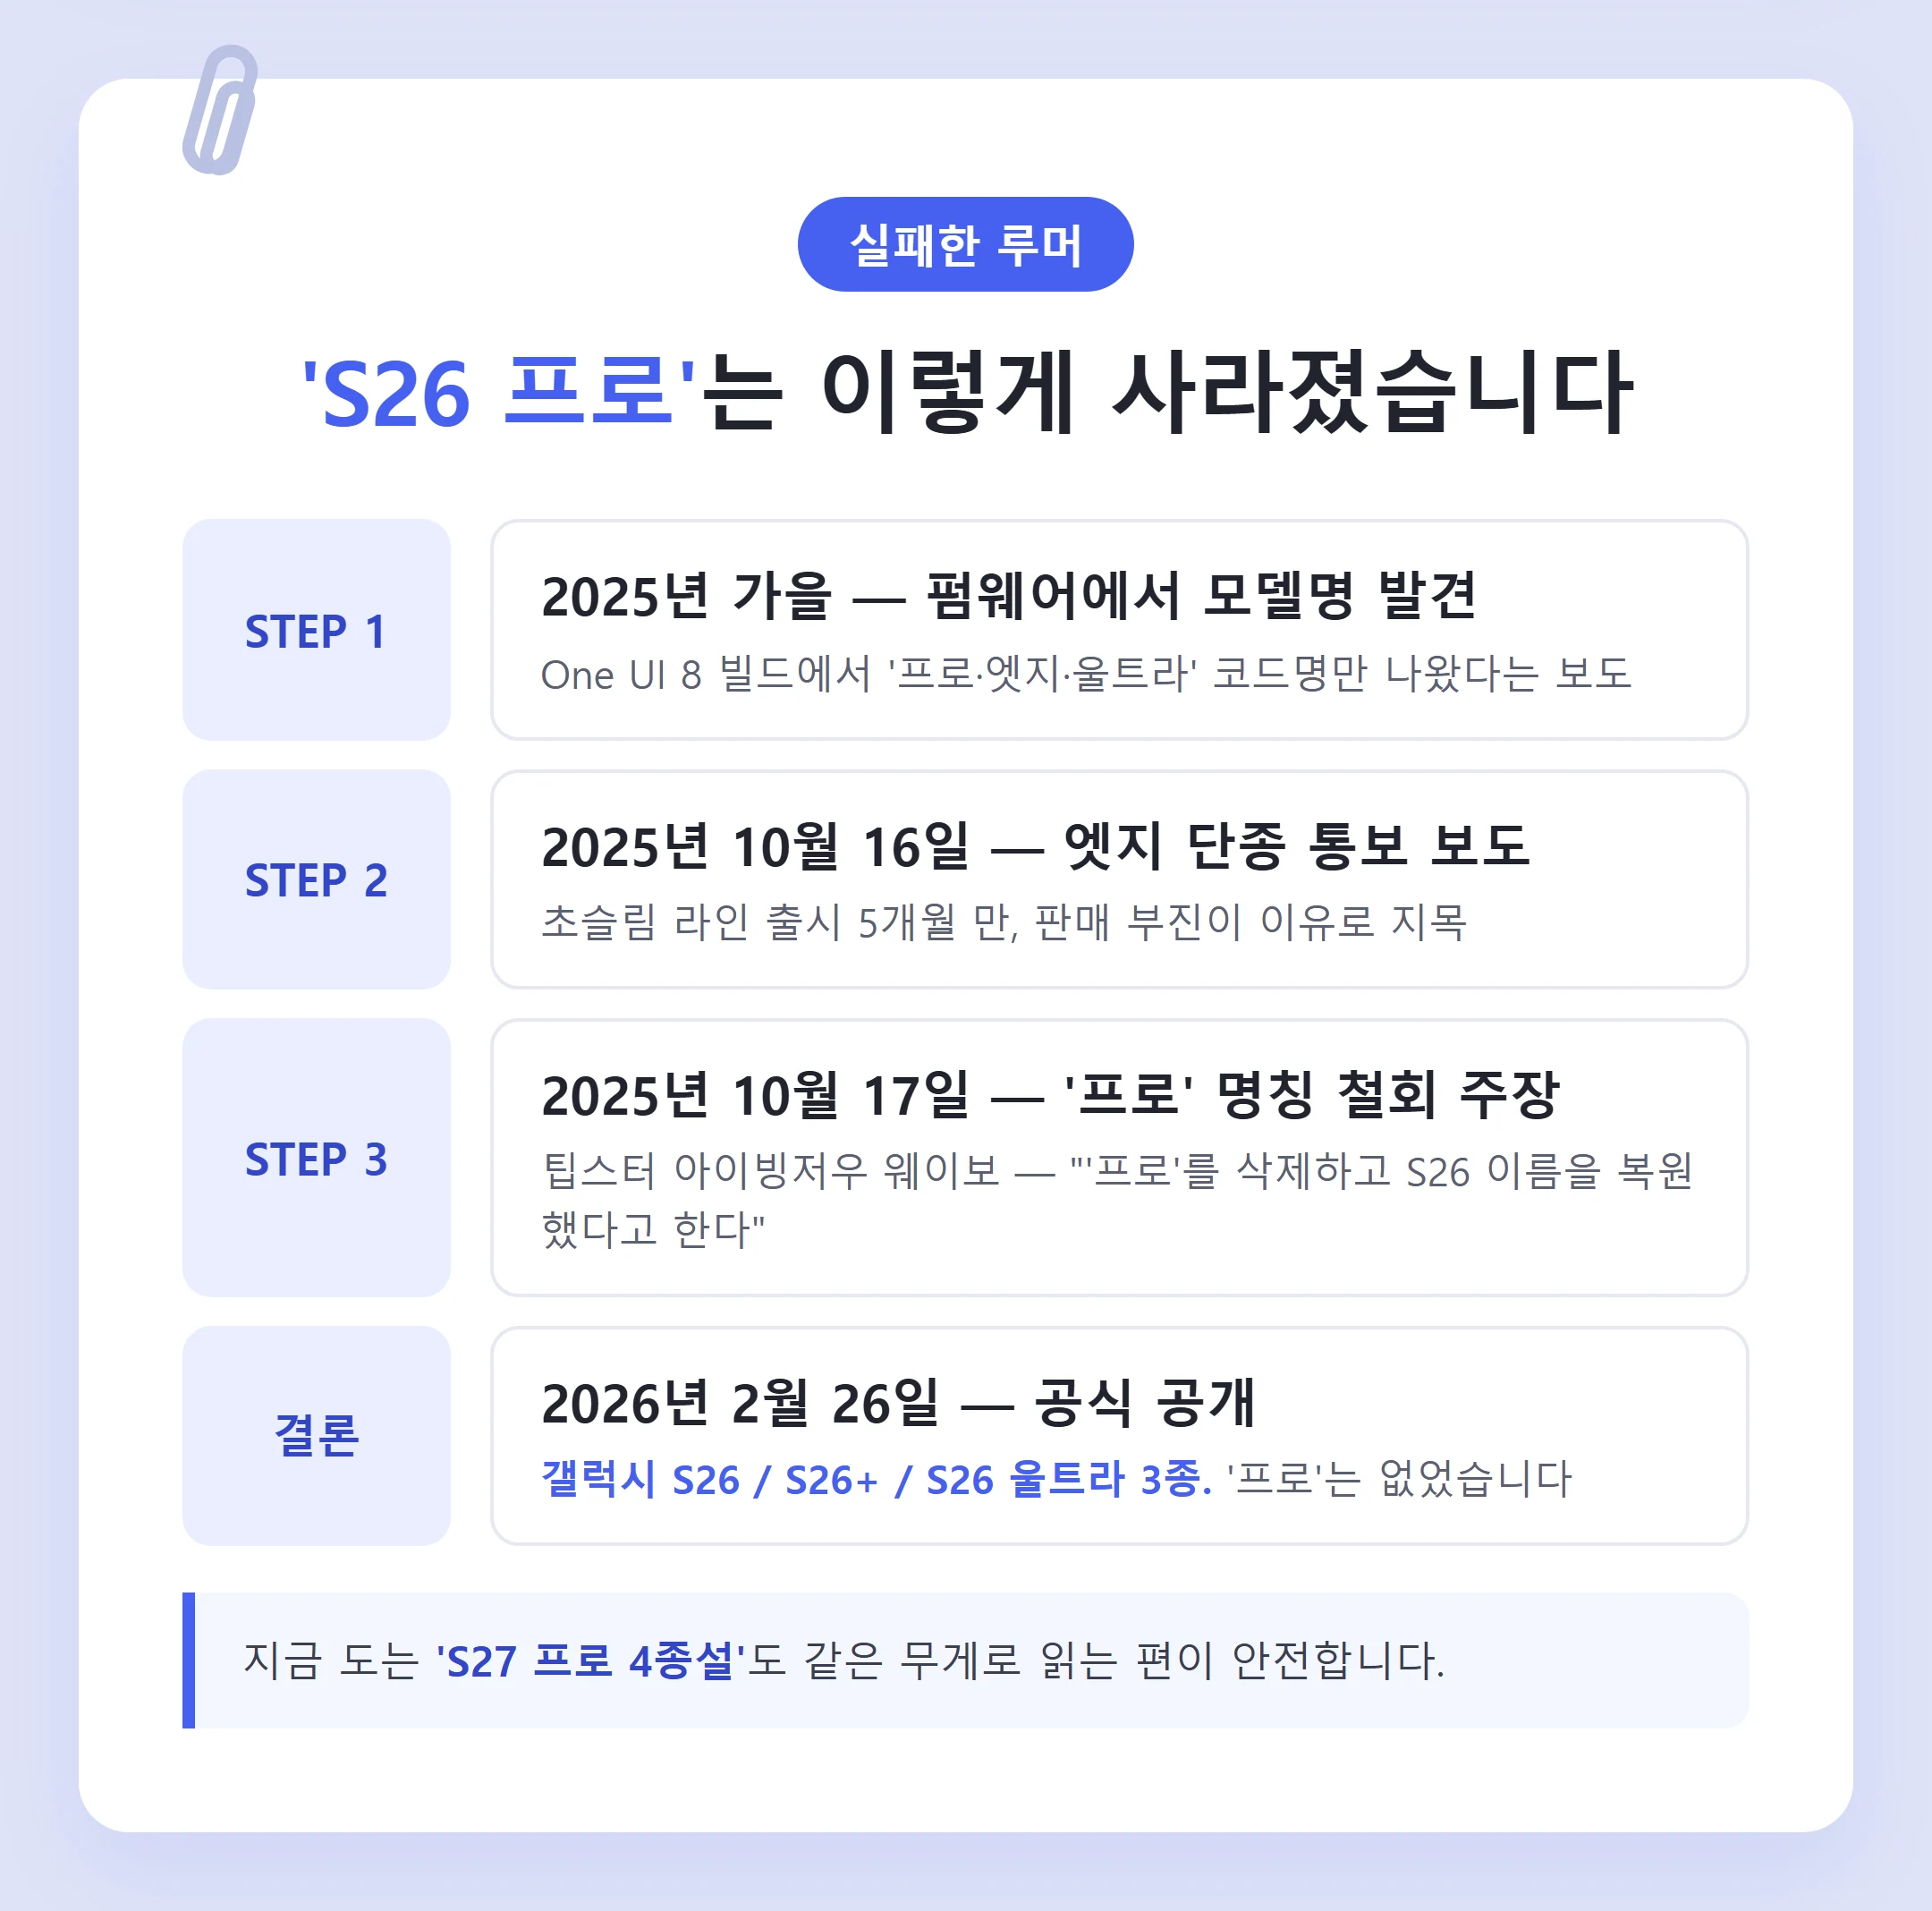 실패한 루머
'S26 프로'는 이렇게 사라졌습니다
STEP 1
2025년 가을 — 펌웨어에서 모델명 발견
One UI 8 빌드에서 '프로·엣지·울트라' 코드명만 나왔다는 보도
STEP 2
2025년 10월 16일 — 엣지 단종 통보 보도
초슬림 라인 출시 5개월 만, 판매 부진이 이유로 지목
STEP 3
2025년 10월 17일 — '프로' 명칭 철회 주장
팁스터 아이빙저우 웨이보 — "'프로'를 삭제하고 S26 이름을 복원
했다고 한다"
결론
2026년 2월 26일 — 공식 공개
갤럭시 S26 / S26+ / S26 울트라 3종. '프로'는 없었습니다
지금 도는 'S27 프로 4종설'도 같은 무게로 읽는 편이 안전합니다.